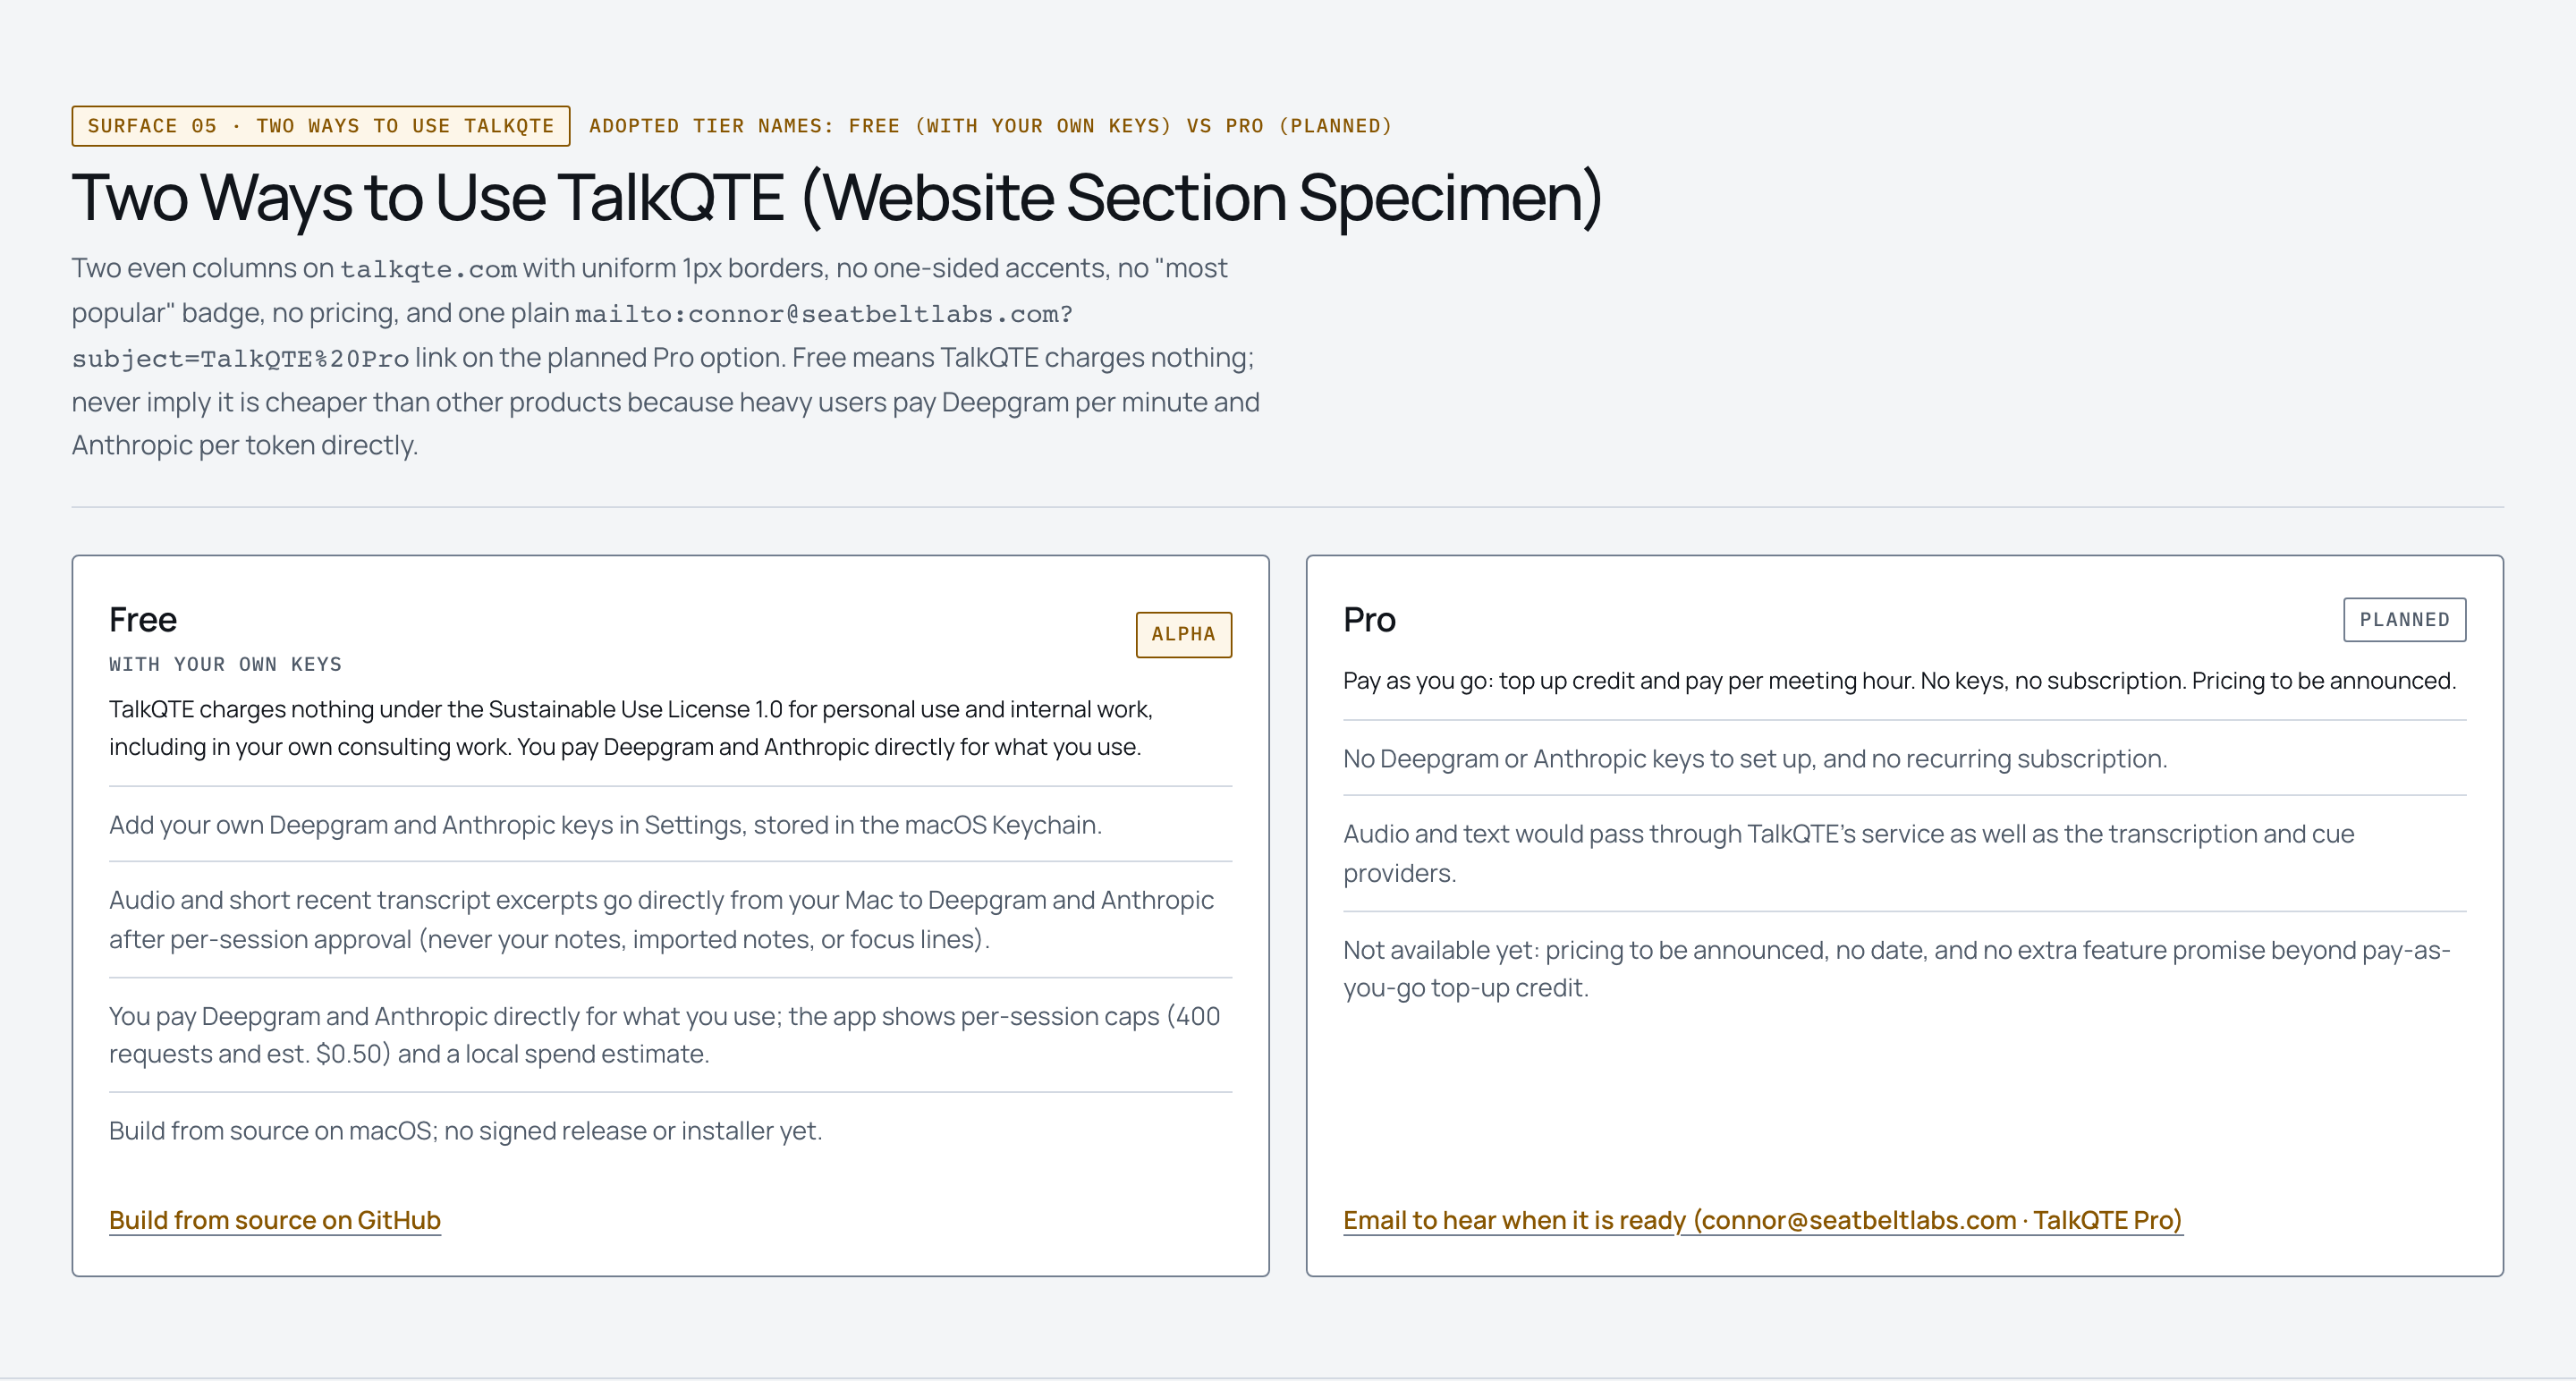 SURFACE 05 · TWO WAYS TO USE TALKQTE
ADOPTED TIER NAMES: FREE (WITH YOUR OWN KEYS) VS PRO (PLANNED)
Two Ways to Use TalkQTE (Website Section Specimen)
Two even columns on talkqte.com with uniform 1px borders, no one-sided accents, no "most
popular" badge, no pricing, and one plain mailto:connor@seatbeltlabs.com?
subject=TalkQTE%20Pro link on the planned Pro option. Free means TalkQTE charges nothing;
never imply it is cheaper than other products because heavy users pay Deepgram per minute and
Anthropic per token directly.
Free
WITH YOUR OWN KEYS
ALPHA
TalkQTE charges nothing under the Sustainable Use License 1.0 for personal use and internal work,
including in your own consulting work. You pay Deepgram and Anthropic directly for what you use.
Add your own Deepgram and Anthropic keys in Settings, stored in the macOS Keychain.
Audio and short recent transcript excerpts go directly from your Mac to Deepgram and Anthropic
after per-session approval (never your notes, imported notes, or focus lines).
You pay Deepgram and Anthropic directly for what you use; the app shows per-session caps (400
requests and est. $0.50) and a local spend estimate.
Build from source on macOS; no signed release or installer yet.
Build from source on GitHub
Pro
PLANNED
Pay as you go: top up credit and pay per meeting hour. No keys, no subscription. Pricing to be announced.
No Deepgram or Anthropic keys to set up, and no recurring subscription.
Audio and text would pass through TalkQTE’s service as well as the transcription and cue
providers.
Not available yet: pricing to be announced, no date, and no extra feature promise beyond pay-as-
you-go top-up credit.
Email to hear when it is ready (connor@seatbeltlabs.com · TalkQTE Pro)